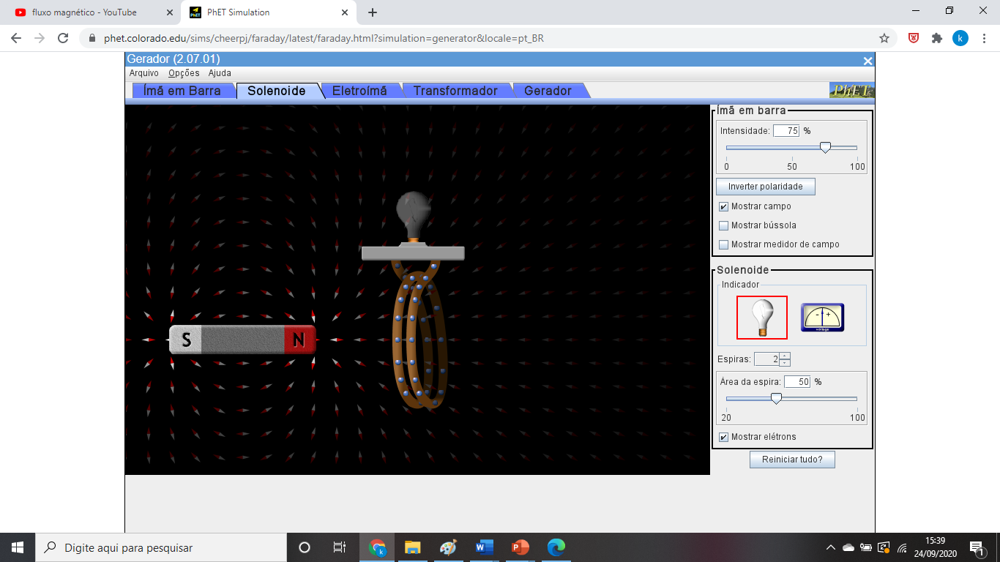 fluxo magnético - YouTube
PhET Simulation
phet.colorado.edu/sims/cheerpj/faraday/latest/faraday.html?simulation=generator&locale=pt_BR
k
Gerador (2.07.01)
Arquivo Opções Ajuda
Ímã em Barra Solenoide Eletroímã Transformador Gerador
PhET
Ímã em barra
Intensidade: 75 %
0 50 100
Inverter polaridade
Mostrar campo
Mostrar bússola
Mostrar medidor de campo
S N
Solenoide
Indicador
- +
voltage
Espiras: 2
Área da espira: 50 %
20 100
Mostrar elétrons
Reiniciar tudo?
Digite aqui para pesquisar
k
W
P
15:39
24/09/2020
1